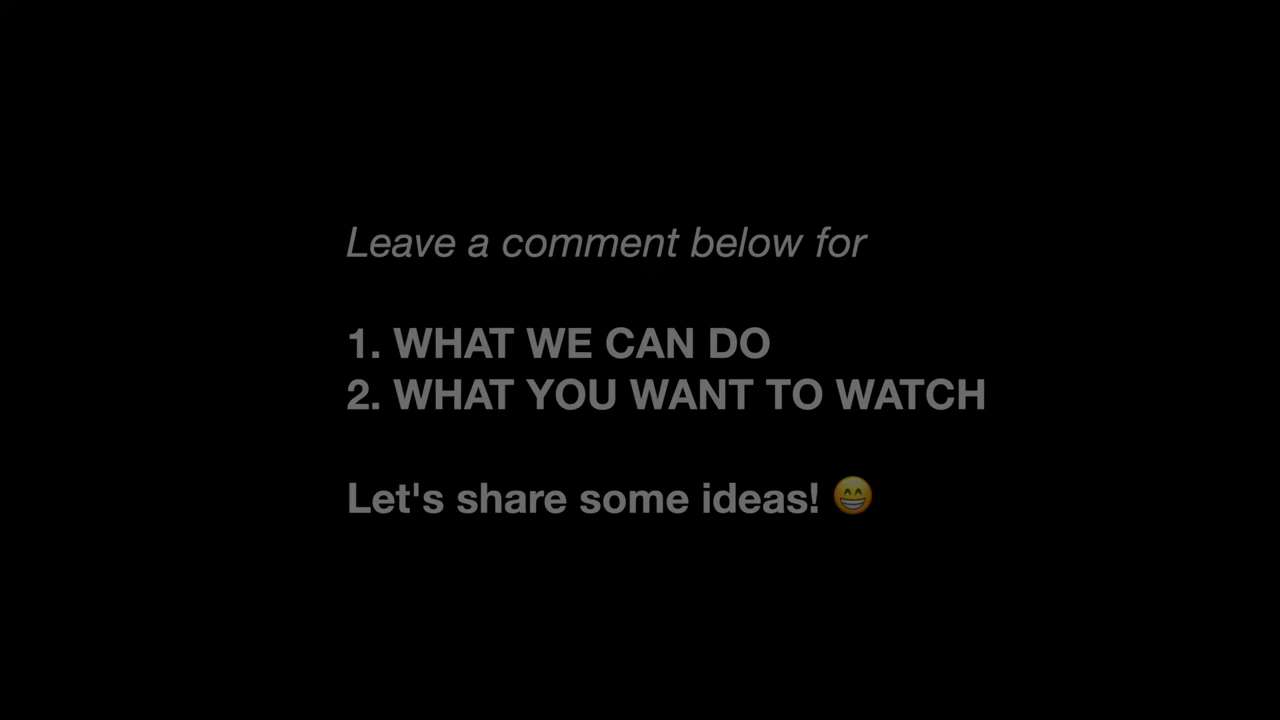 Leave a comment below for
1. WHAT WE CAN DO
2. WHAT YOU WANT TO WATCH
Let's share some ideas! 😁